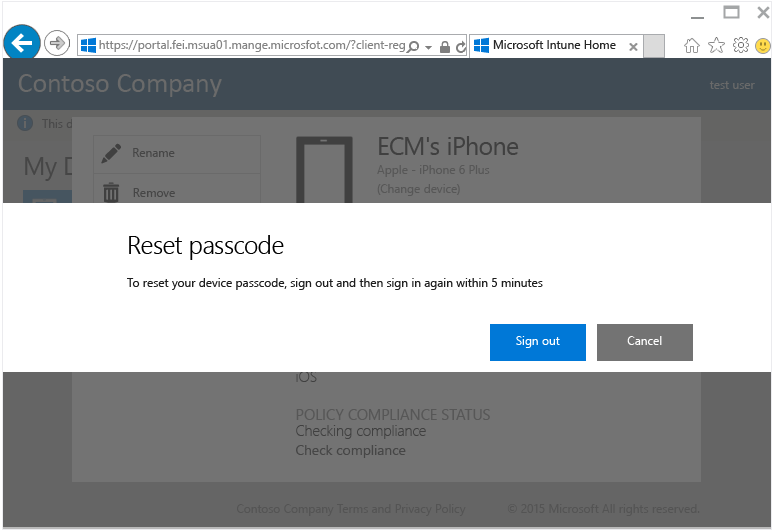 https://portal.fei.msua01.mange.microsfot.com/?client-reg
Microsoft Intune Home
Contoso Company
test user
This d
My D
Rename
Remove
ECM's iPhone
Apple - iPhone 6 Plus
(Change device)
Reset passcode
To reset your device passcode, sign out and then sign in again within 5 minutes
Sign out
Cancel
iOS
POLICY COMPLIANCE STATUS
Checking compliance
Check compliance
Contoso Company Terms and Privacy Policy
© 2015 Microsoft All rights reserved.